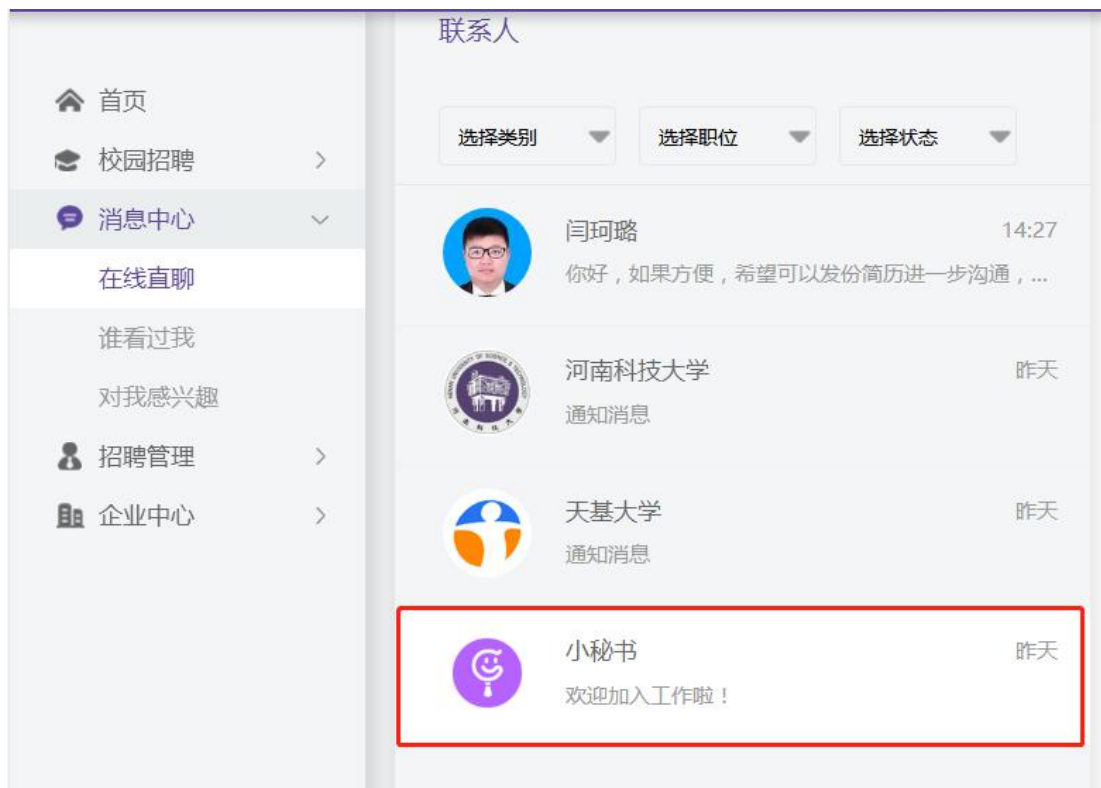 首页
校园招聘
消息中心
在线直聊
谁看过我
对我感兴趣
招聘管理
企业中心
联系人
选择类别 选择职位 选择状态
闫珂璐 14:27
你好，如果方便，希望可以发份简历进一步沟通，...
河南科技大学 昨天
通知消息
天基大学 昨天
通知消息
小秘书 昨天
欢迎加入工作啦！